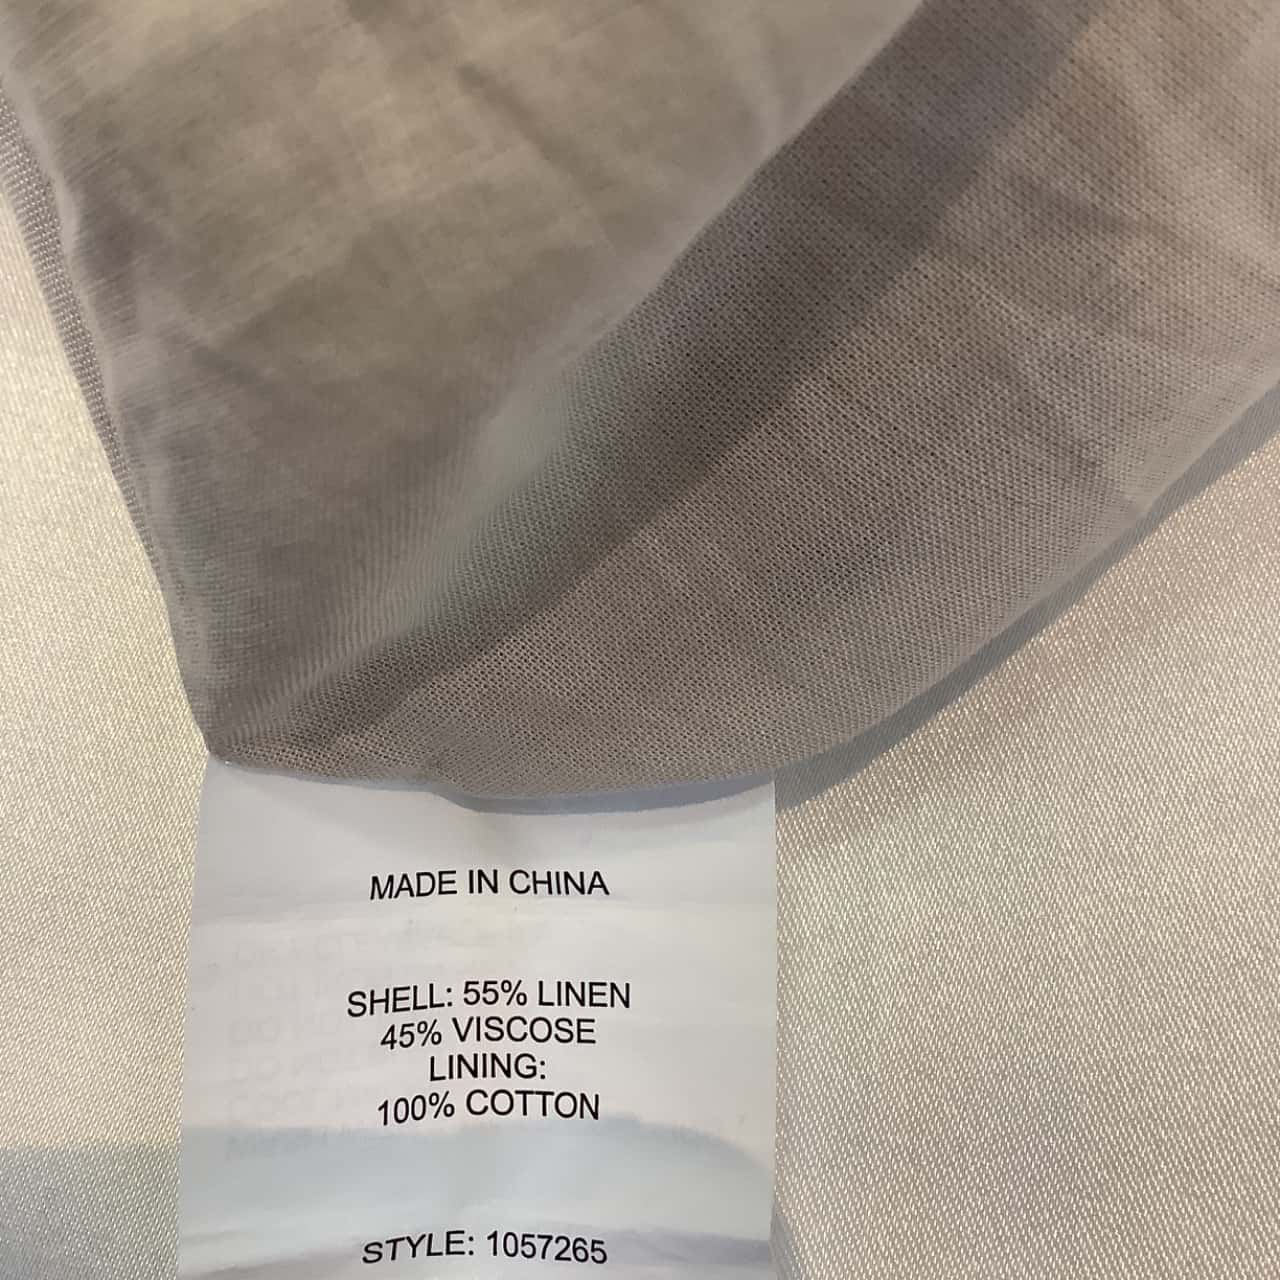 MADE IN CHINA
SHELL: 55% LINEN
45% VISCOSE
LINING:
100% COTTON
STYLE: 1057265